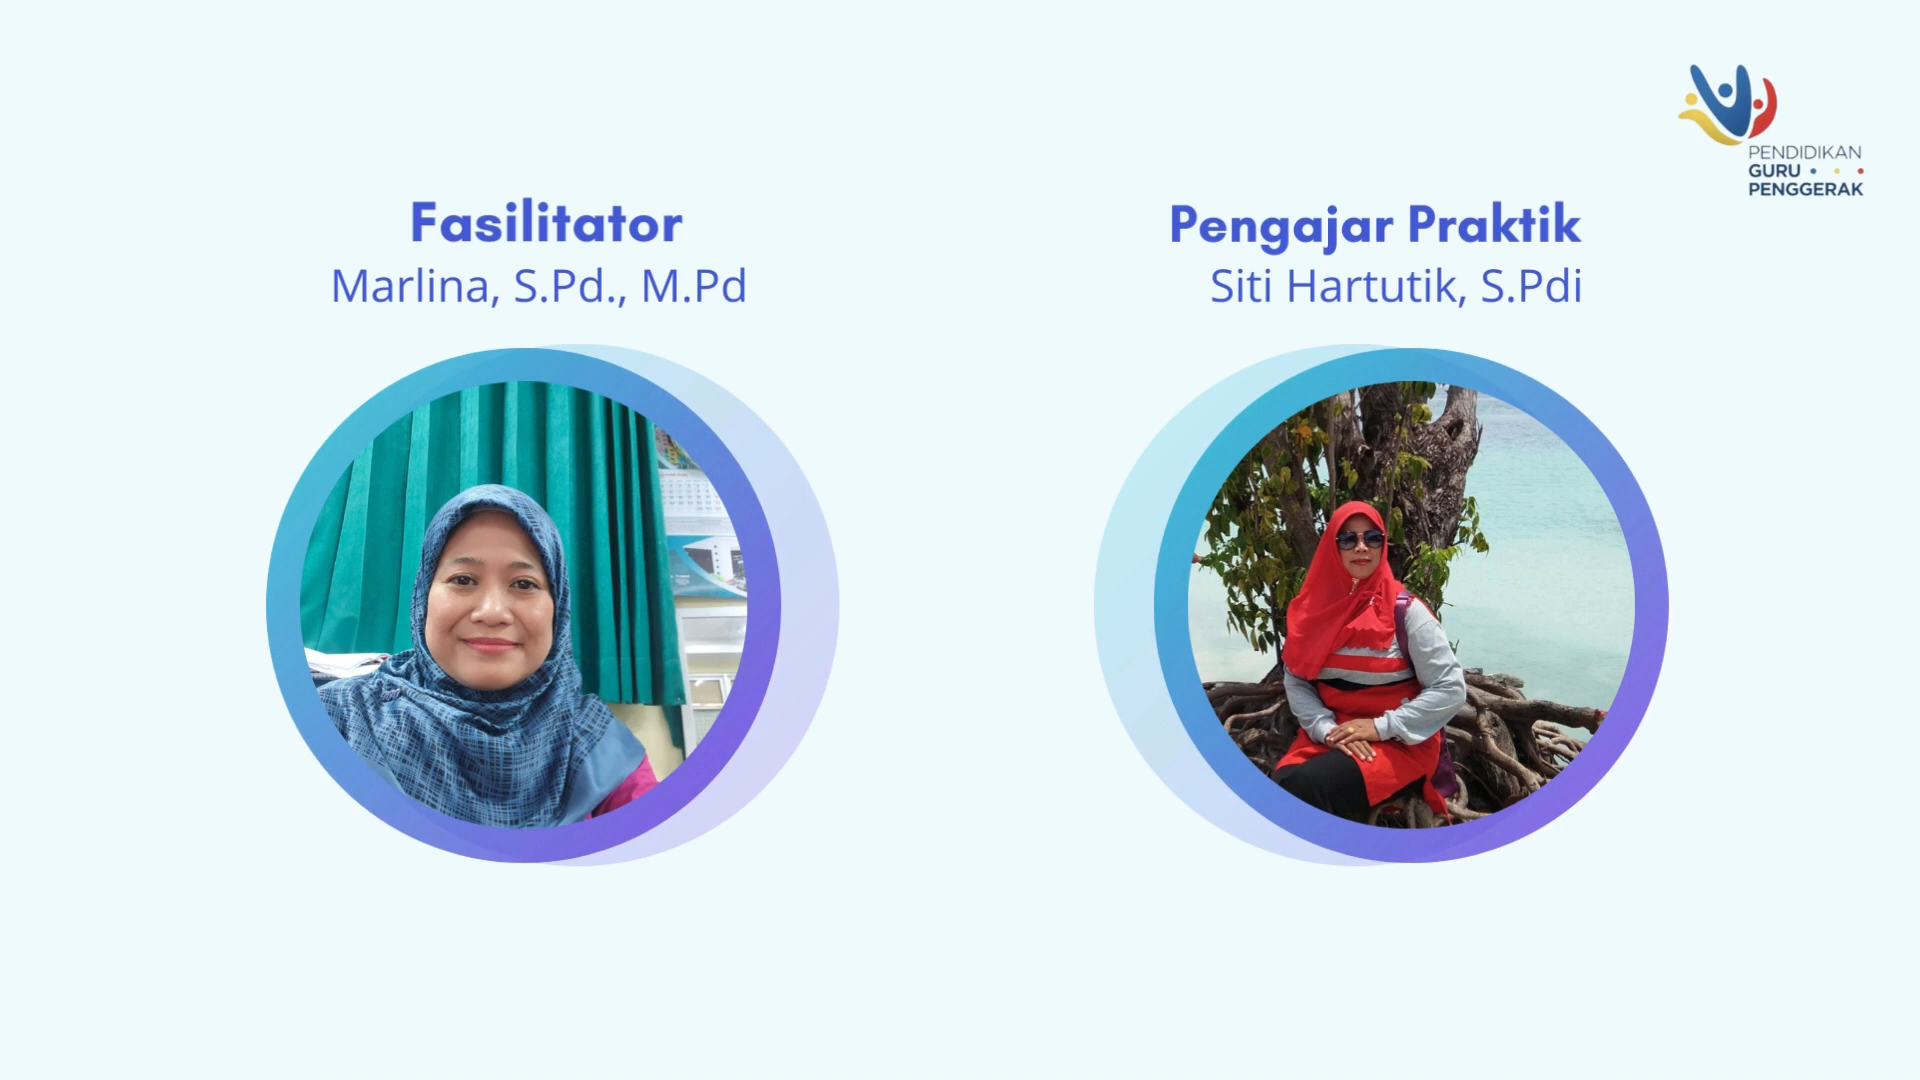 Fasilitator
Marlina, S.Pd., M.Pd
Pengajar Praktik
Siti Hartutik, S.Pdi
PENDIDIKAN
GURU
PENGGERAK